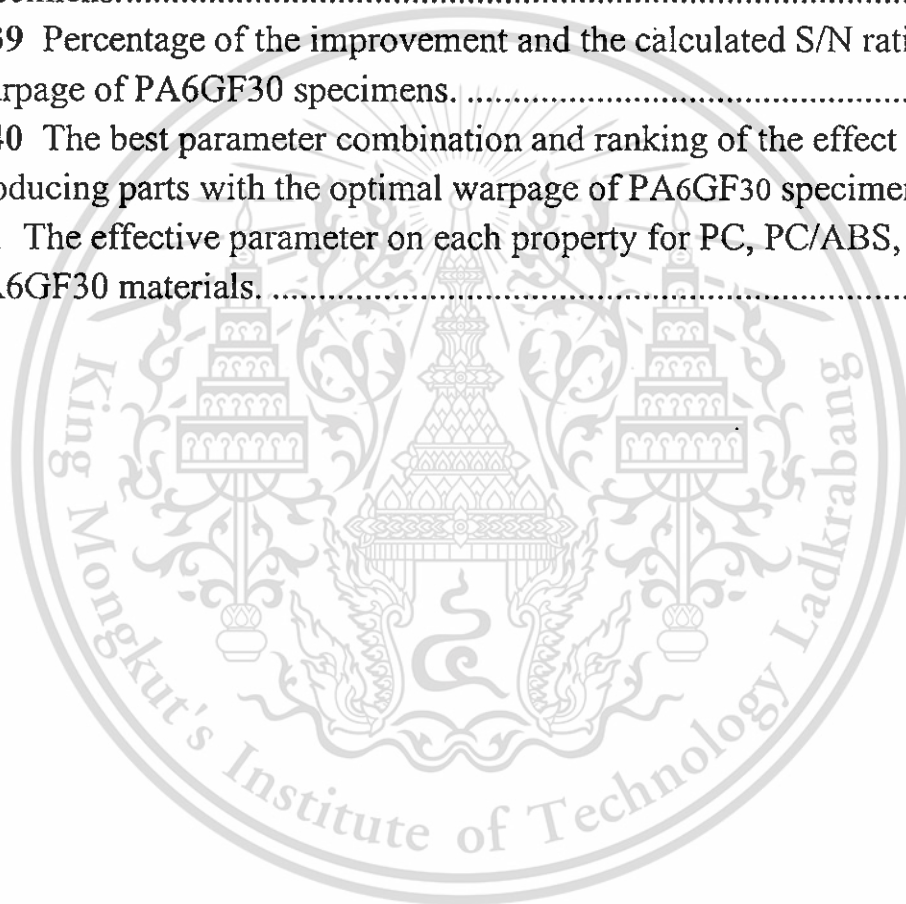 39 Percentage of the improvement and the calculated S/N rati
rpage of PA6GF30 specimens. ...............................................
40 The best parameter combination and ranking of the effect
oducing parts with the optimal warpage of PA6GF30 specimen
The effective parameter on each property for PC, PC/ABS,
A6GF30 materials. .....................................................................
King Mongkut's Institute of Technology Ladkrabang